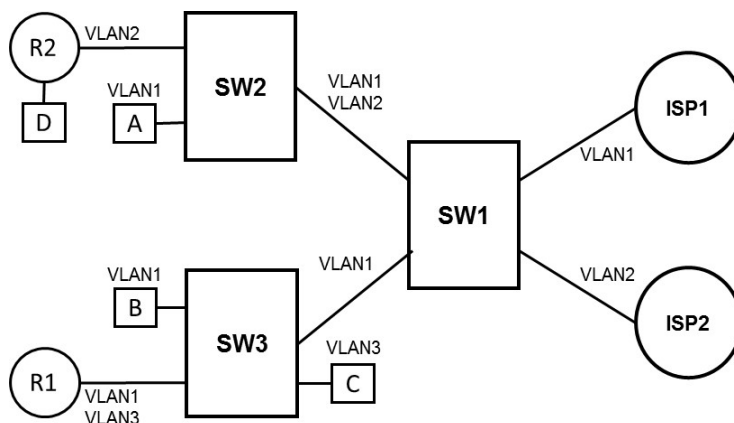 R2
VLAN2
SW2
D
VLAN1
A
VLAN1
VLAN2
ISP1
VLAN1
SW1
VLAN1
VLAN2
VLAN1
B
SW3
VLAN3
C
ISP2
R1
VLAN1
VLAN3